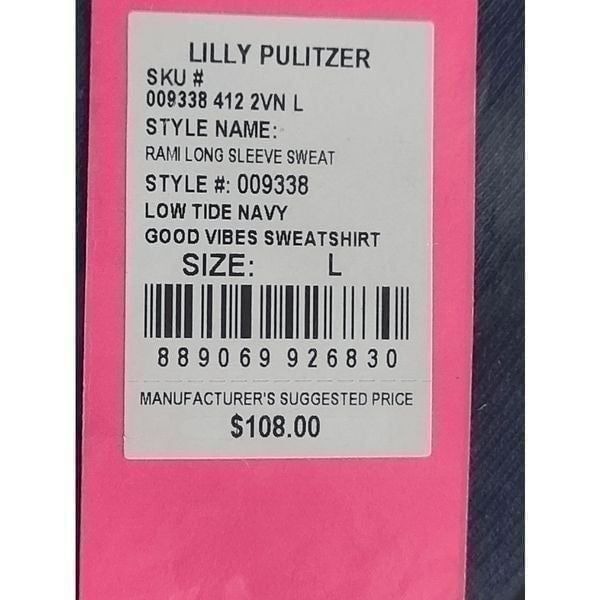 LILLY PULITZER
SKU #
009338 412 2VN L
STYLE NAME:
RAMI LONG SLEEVE SWEAT
STYLE #: 009338
LOW TIDE NAVY
GOOD VIBES SWEATSHIRT
SIZE: L
889069 926830
MANUFACTURER'S SUGGESTED PRICE
$108.00